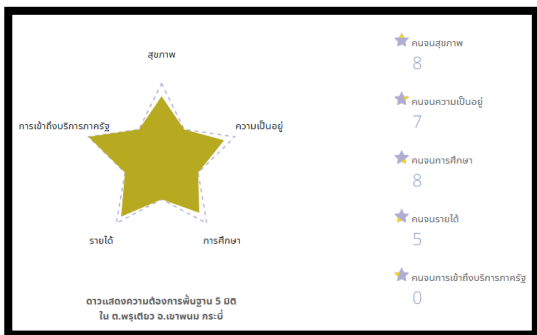 สุขภาพ
การเข้าถึงบริการภาครัฐ
ความเป็นอยู่
รายได้
การศึกษา
ดาวแสดงความต้องการพื้นฐาน 5 มิติ
ใน ต.พรุเตียว อ.เขาพนม กระบี่
คนจนสุขภาพ
8
คนจนความเป็นอยู่
7
คนจนการศึกษา
8
คนจนรายได้
5
คนจนการเข้าถึงบริการภาครัฐ
0